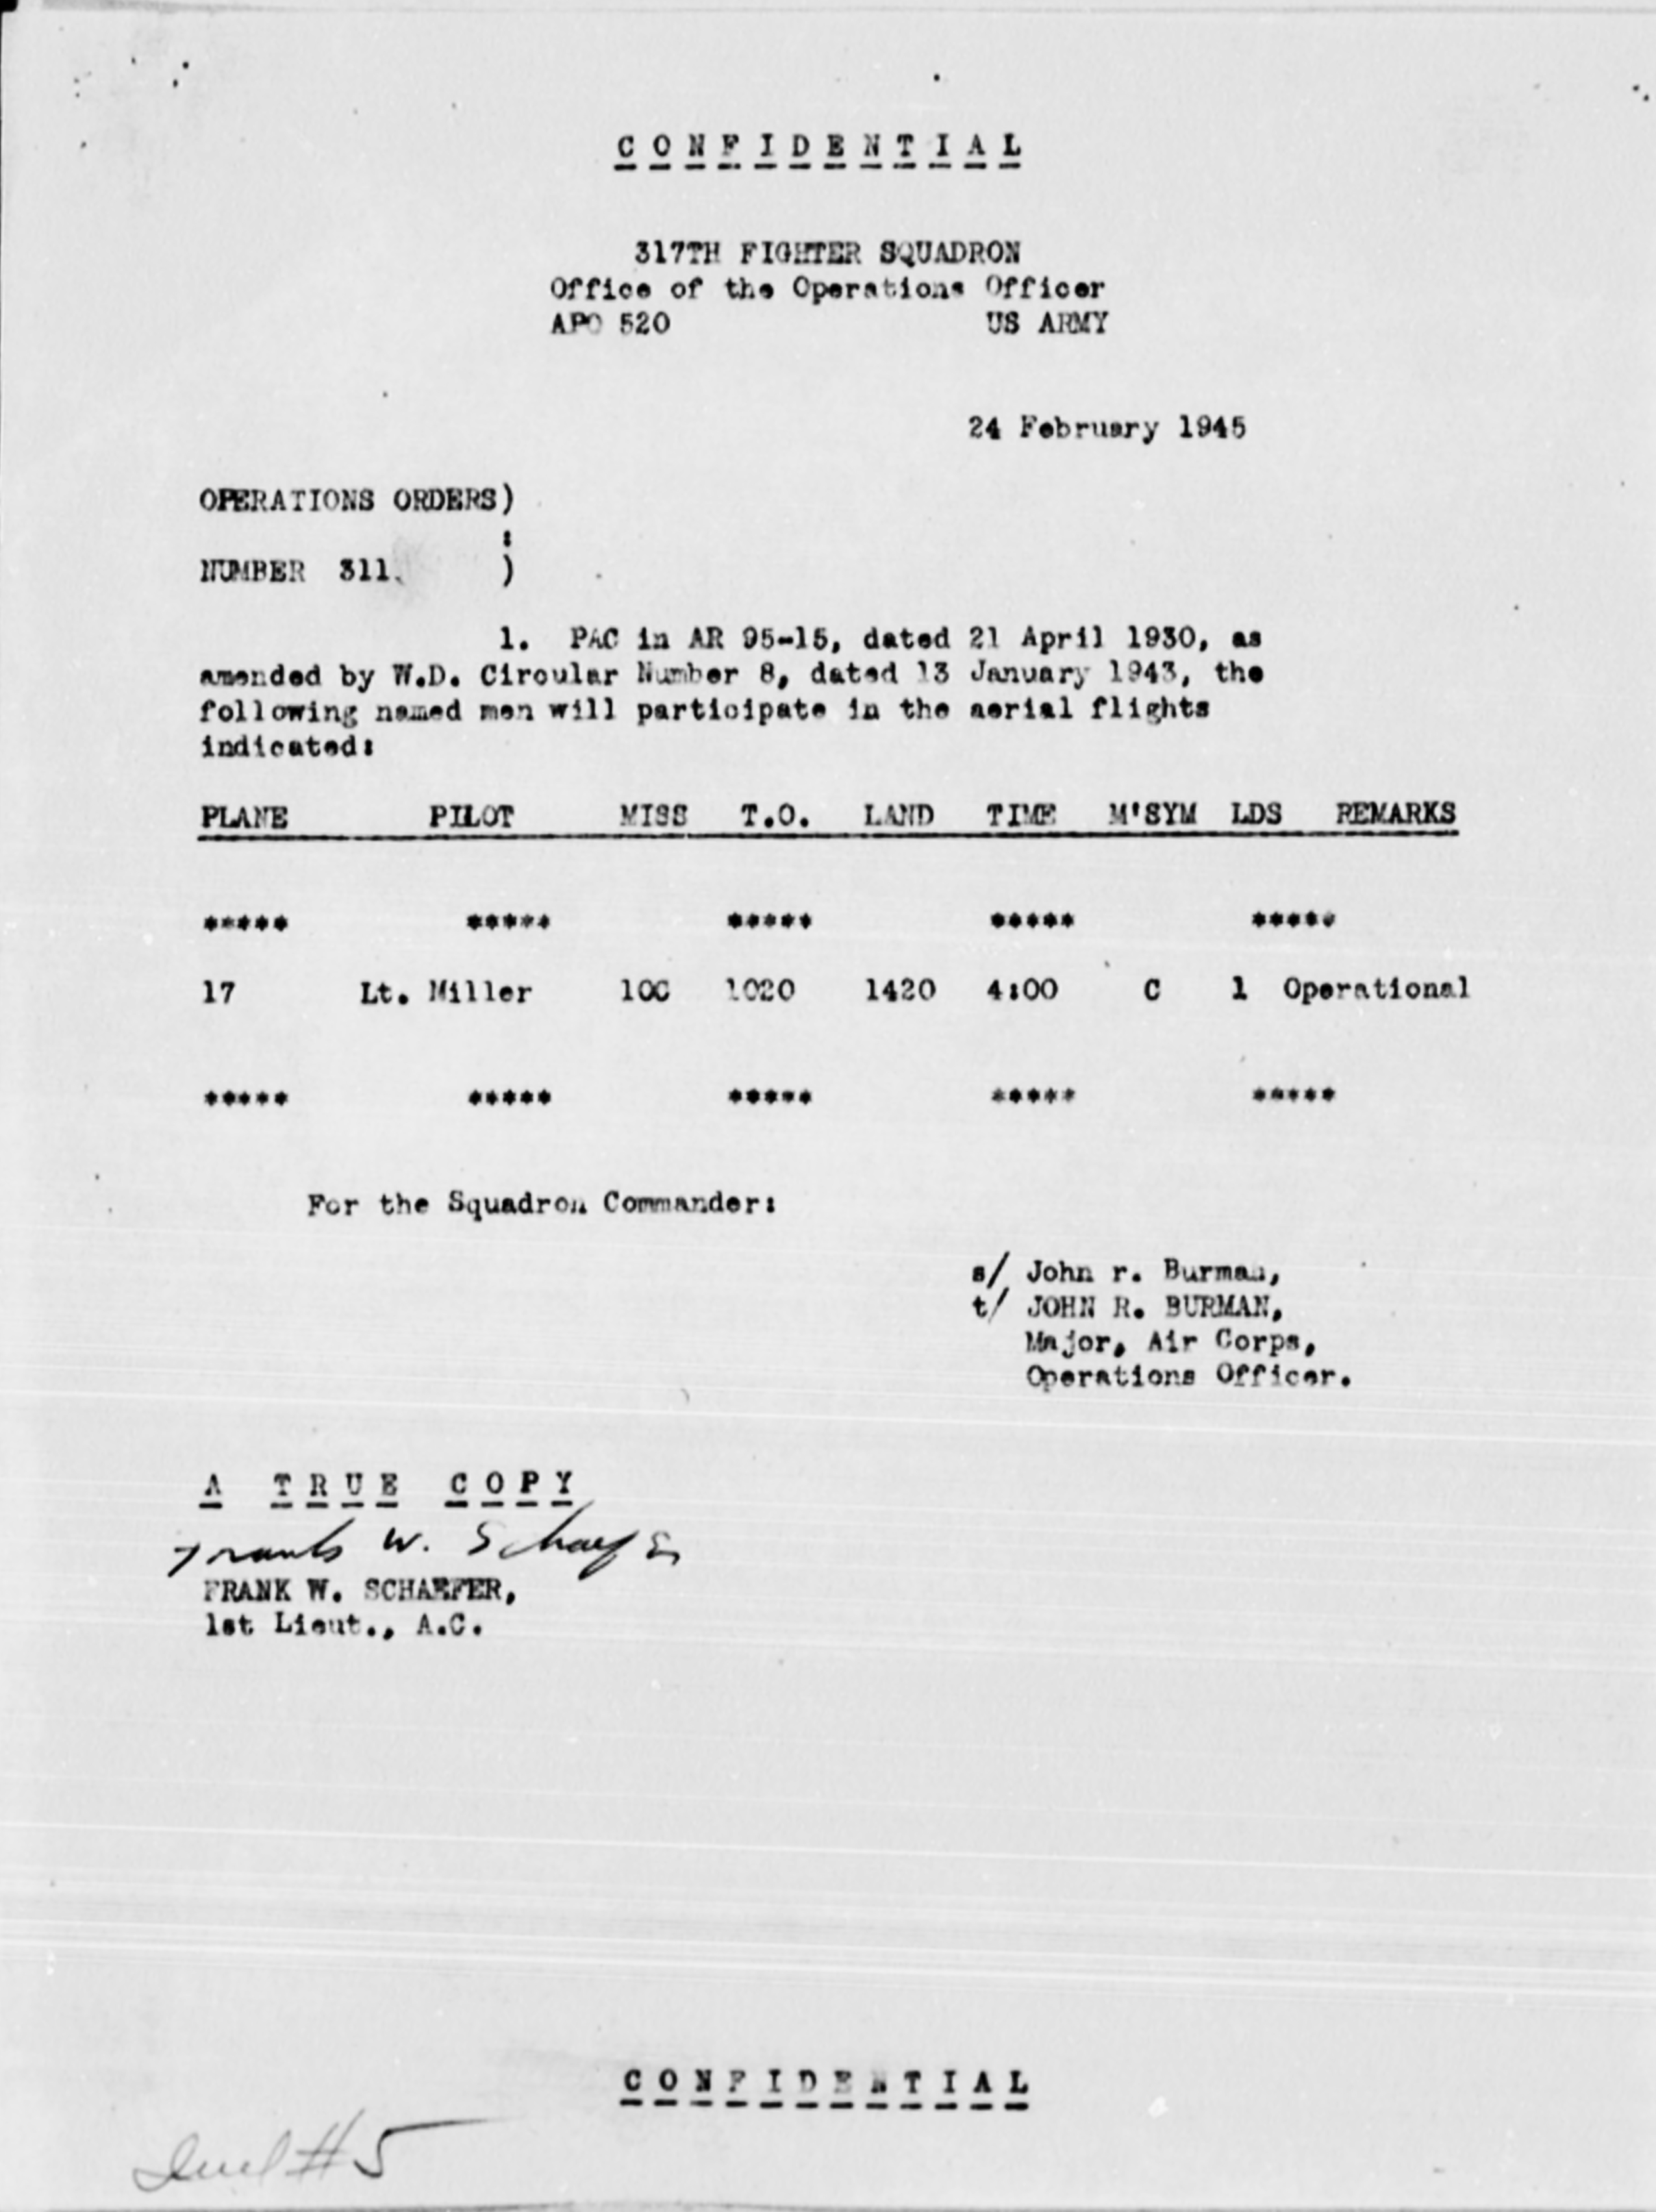 C O N F I D E N T I A L
317TH FIGHTER SQUADRON
Office of the Operations Officer
APO 520 US ARMY
24 February 1945
OPERATIONS ORDERS)
:
NUMBER 311. )
1. PAC in AR 95-15, dated 21 April 1930, as
amended by W.D. Circular Number 8, dated 13 January 1943, the
following named men will participate in the aerial flights
indicated:
PLANE PILOT MISS T.O. LAND TIME M'SYM LDS REMARKS
***** ***** ***** ***** *****
17 Lt. Miller 100 1020 1420 4:00 C 1 Operational
***** ***** ***** ***** *****
For the Squadron Commander:
s/ John r. Burman,
t/ JOHN R. BURMAN,
Major, Air Corps,
Operations Officer.
A T R U E C O P Y
Frank W. Schaefer
FRANK W. SCHAEFER,
1st Lieut., A.C.
C O N F I D E N T I A L
Incl #5